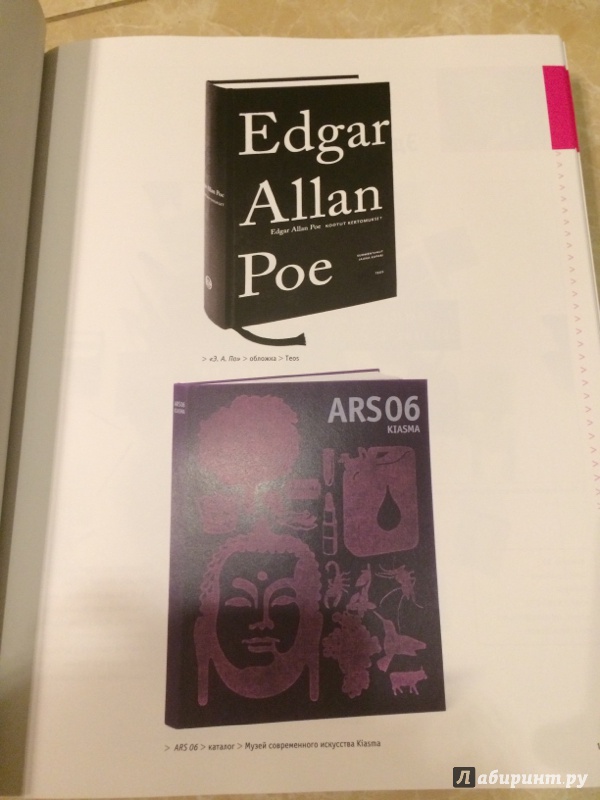 Edgar
Allan
Edgar Allan Poe KOOTUT KERTOMUKSET
Poe
TEOS
> «Э. А. По» > обложка > Teos
ARS06
KIASMA
> ARS 06 > каталог > Музей современного искусства Kiasma
Лабиринт.ру